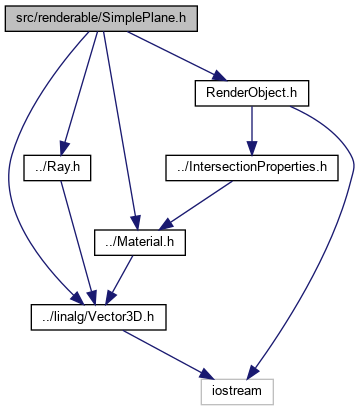 src/renderable/SimplePlane.h
RenderObject.h
../Ray.h
../IntersectionProperties.h
../Material.h
../linalg/Vector3D.h
iostream